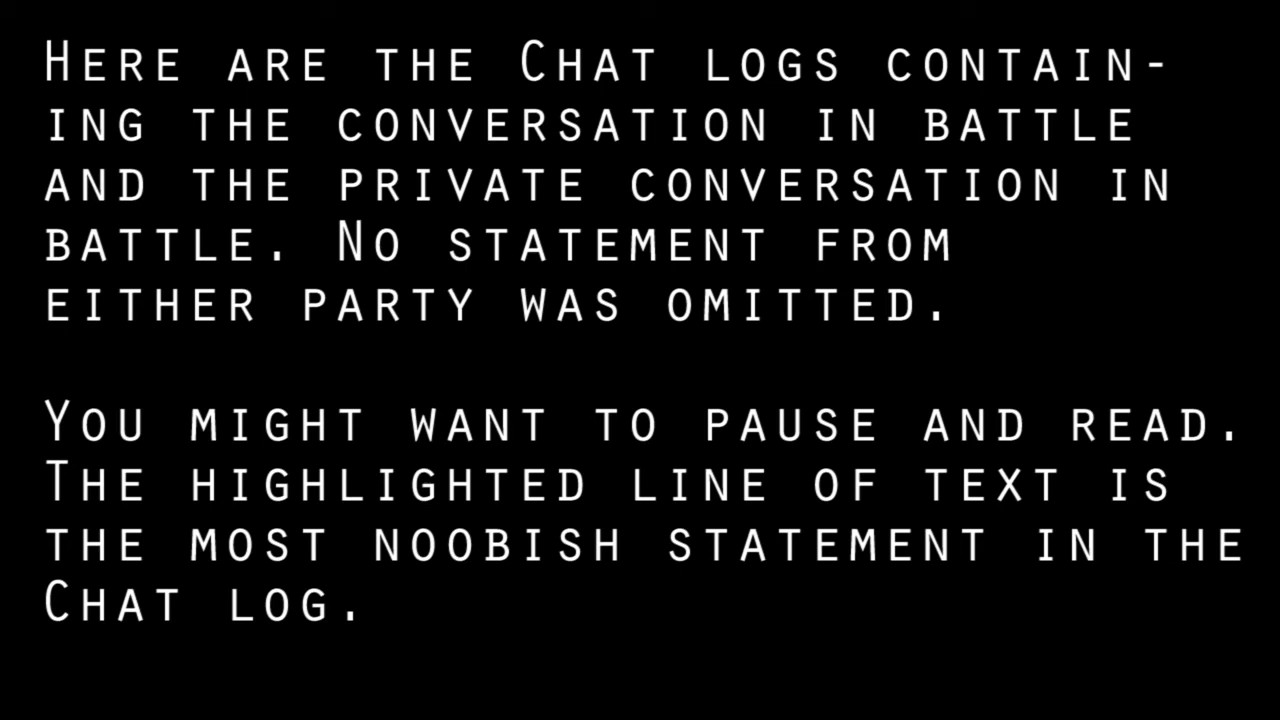 Here are the Chat logs contain-
ing the conversation in battle
and the private conversation in
battle. No statement from
either party was omitted.
You might want to pause and read.
The highlighted line of text is
the most noobish statement in the
Chat log.